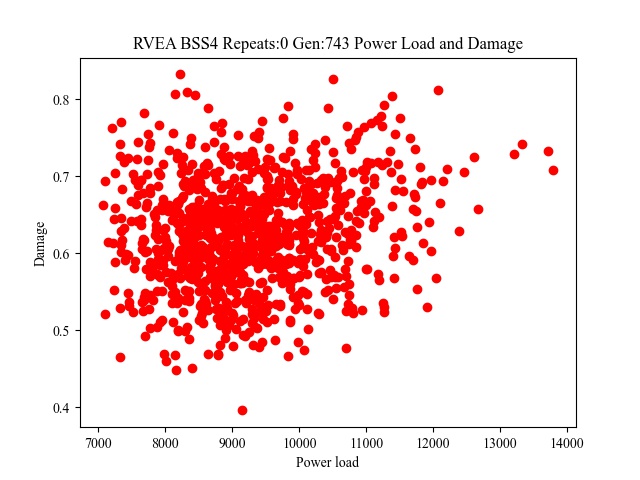 RVEA BSS4 Repeats:0 Gen:743 Power Load and Damage
0.8
0.7
0.6
0.5
0.4
Damage
7000 8000 9000 10000 11000 12000 13000 14000
Power load